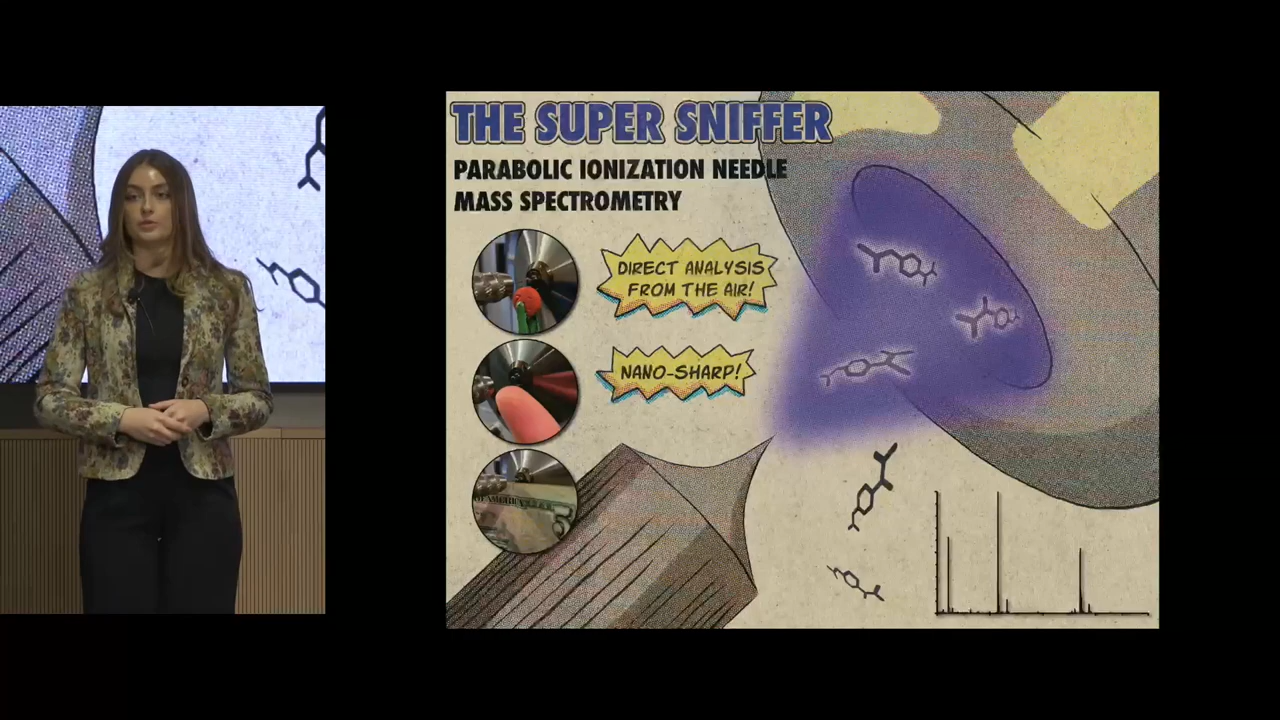 THE SUPER SNIFFER
PARABOLIC IONIZATION NEEDLE
MASS SPECTROMETRY
DIRECT ANALYSIS
FROM THE AIR!
NANO-SHARP!